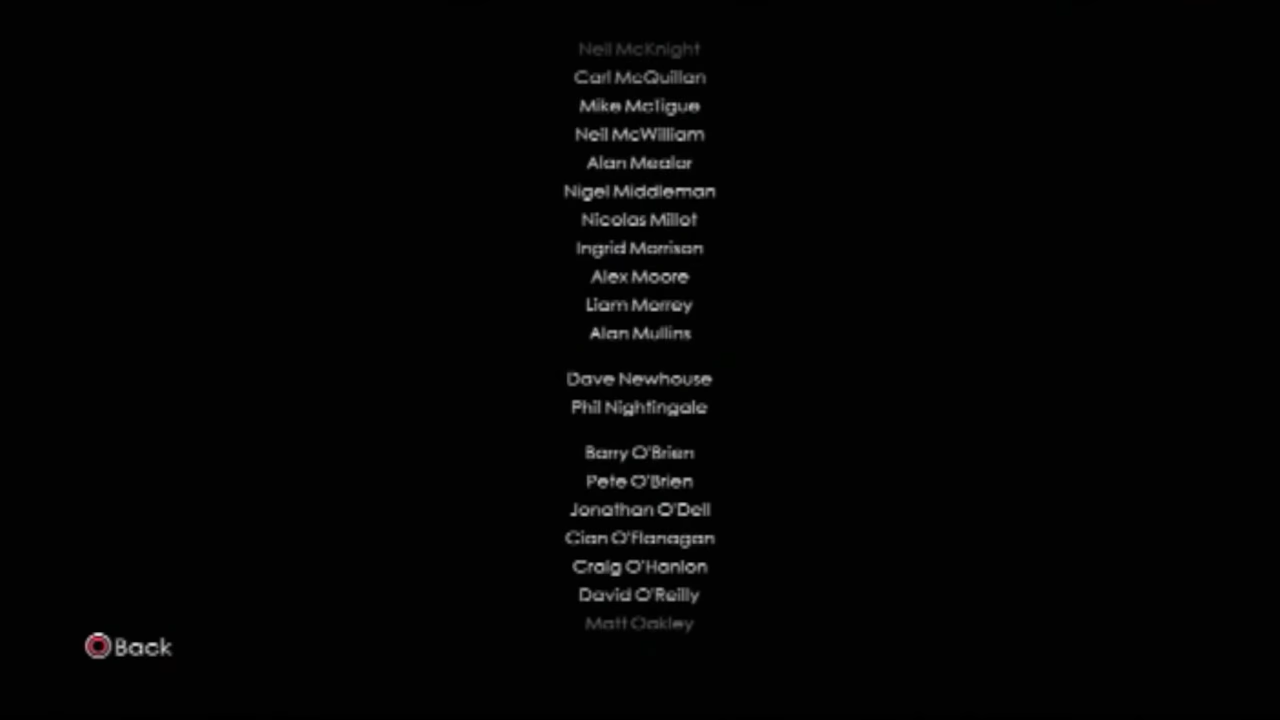 Neil McKnight
Carl McQuillan
Mike McTigue
Neil McWilliam
Alan Mealor
Nigel Middleman
Nicolas Millot
Ingrid Morrison
Alex Moore
Liam Morrey
Alan Mullins
Dave Newhouse
Phil Nightingale
Barry O'Brien
Pete O'Brien
Jonathan O'Dell
Cian O'Flanagan
Craig O'Hanlon
David O'Reilly
Matt Oakley
Back